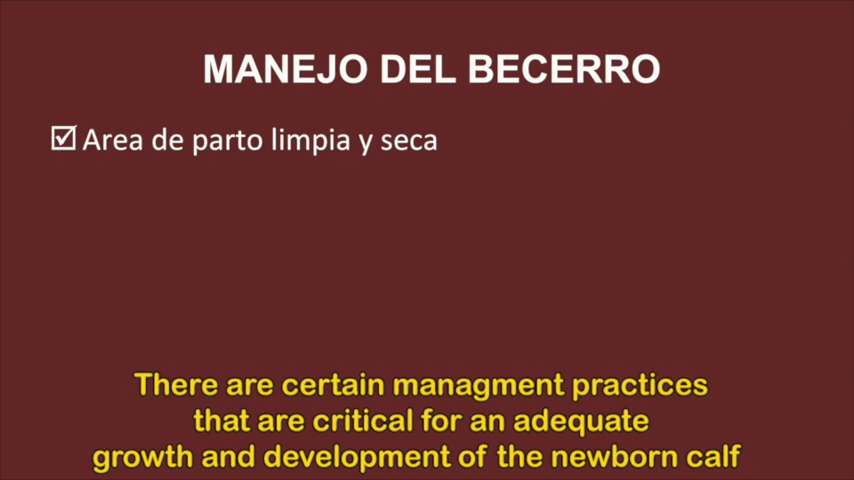 MANEJO DEL BECERRO
☑ Area de parto limpia y seca
There are certain managment practices
that are critical for an adequate
growth and development of the newborn calf